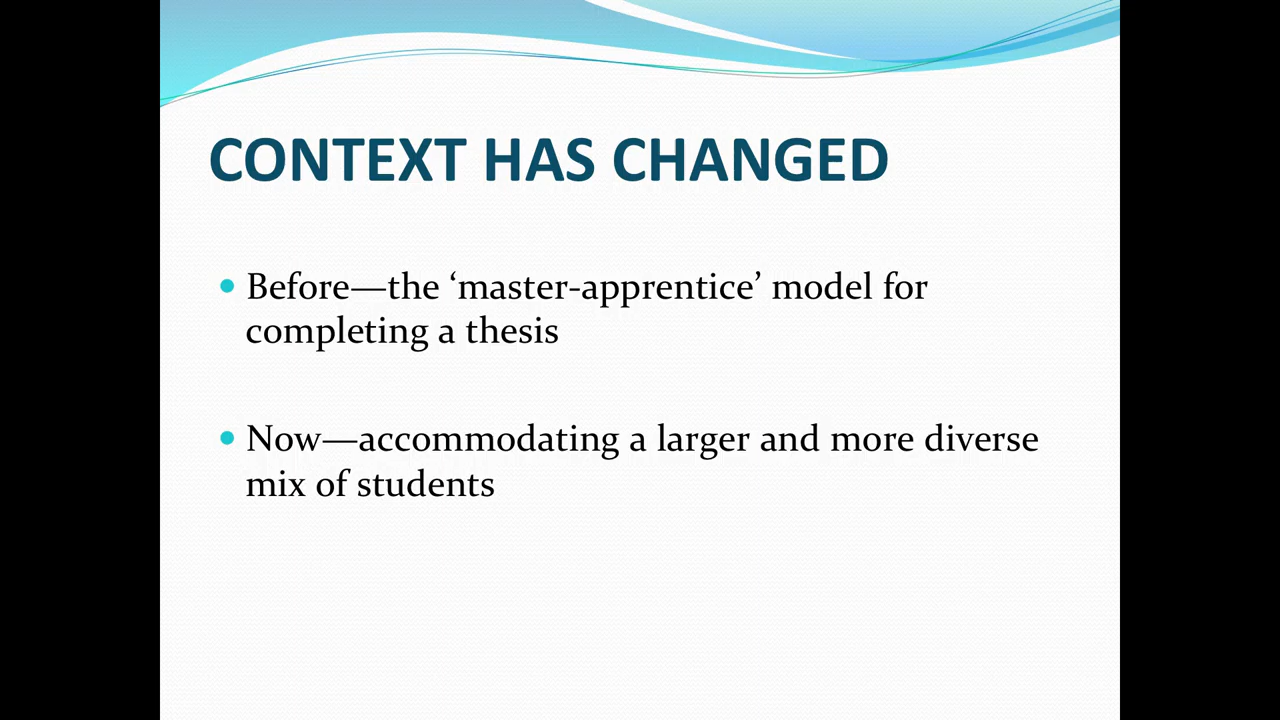 CONTEXT HAS CHANGED
• Before—the ‘master-apprentice’ model for
completing a thesis
• Now—accommodating a larger and more diverse
mix of students